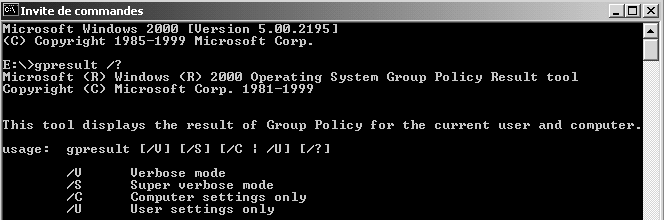 Invite de commandes
Microsoft Windows 2000 [Version 5.00.2195]
(C) Copyright 1985-1999 Microsoft Corp.
E:\>gpresult /?
Microsoft (R) Windows (R) 2000 Operating System Group Policy Result tool
Copyright (C) Microsoft Corp. 1981-1999
This tool displays the result of Group Policy for the current user and computer.
usage:  gpresult [/V] [/S] [/C | /U] [/?]
/V      Verbose mode
/S      Super verbose mode
/C      Computer settings only
/U      User settings only